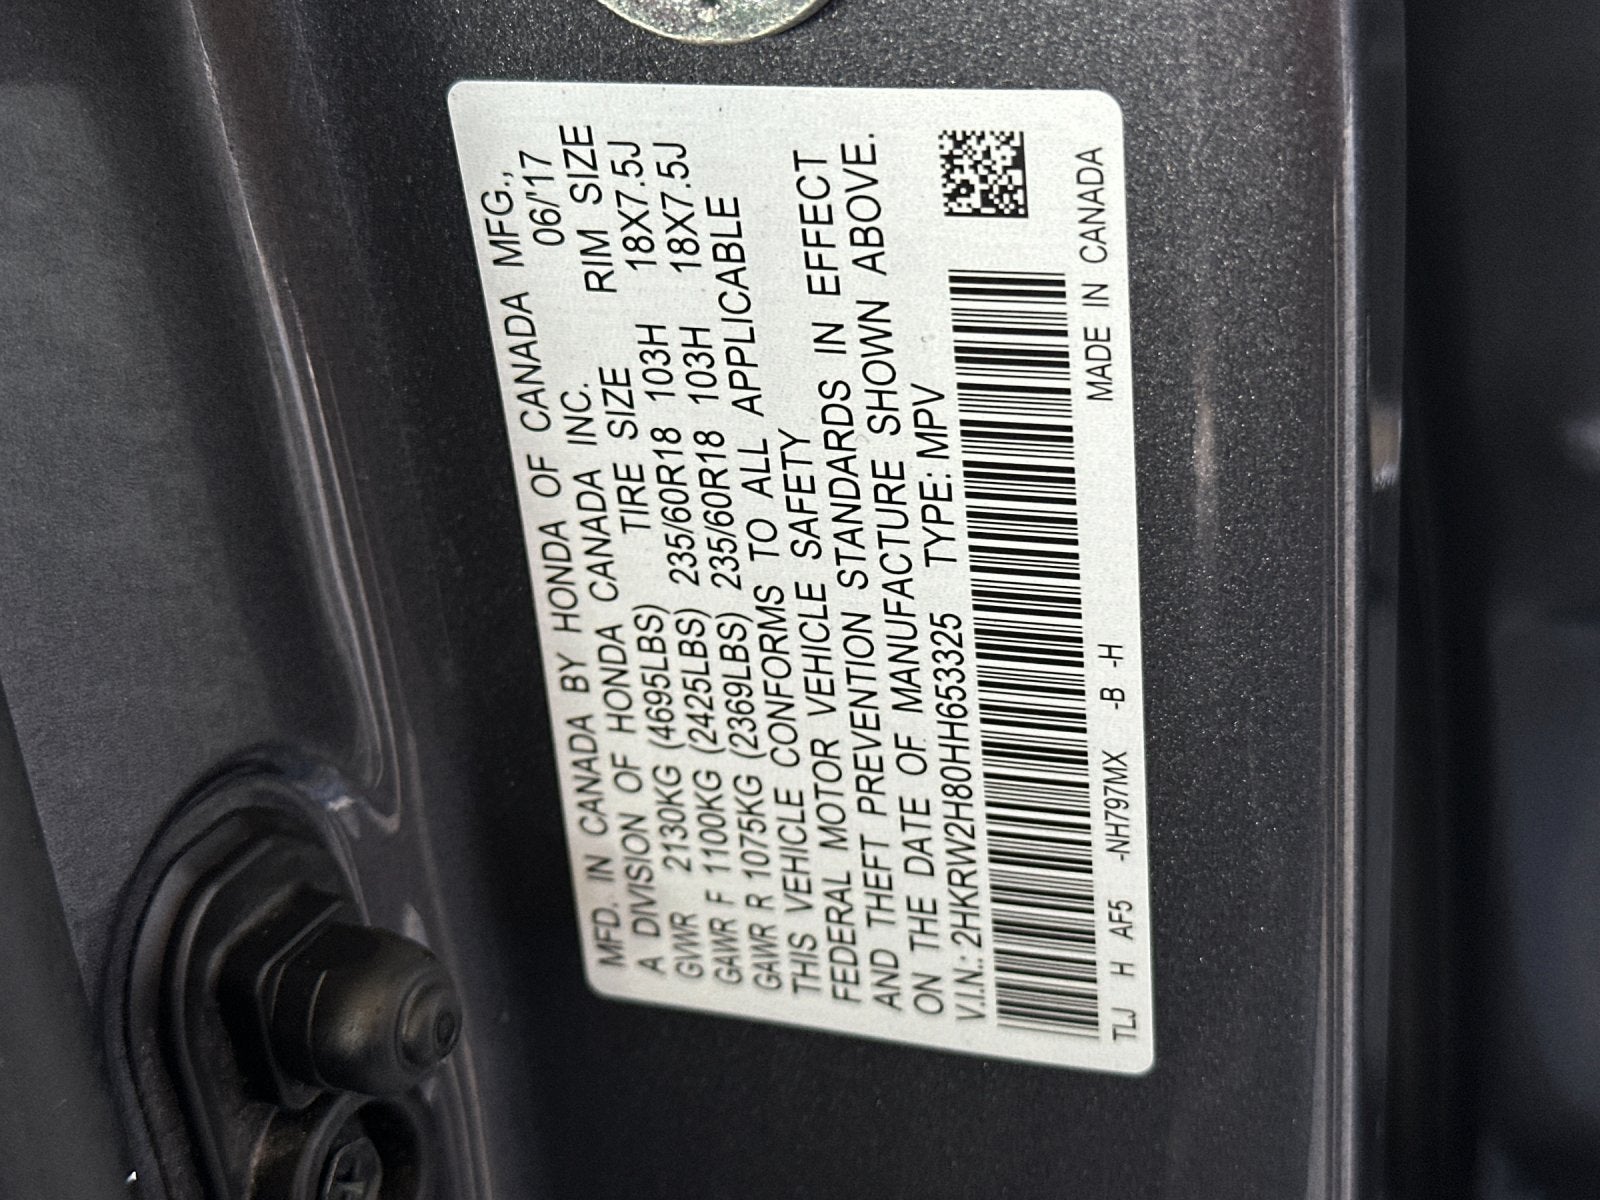 MFD. IN CANADA BY HONDA OF CANADA MFG.,
A DIVISION OF HONDA CANADA INC. 06/'17
GVWR 2130KG (4695LBS) TIRE SIZE RIM SIZE
GAWR F 1100KG (2425LBS) 235/60R18 103H 18X7.5J
GAWR R 1075KG (2369LBS) 235/60R18 103H 18X7.5J
THIS VEHICLE CONFORMS TO ALL APPLICABLE
FEDERAL MOTOR VEHICLE SAFETY
AND THEFT PREVENTION STANDARDS IN EFFECT
ON THE DATE OF MANUFACTURE SHOWN ABOVE.
V.I.N.: 2HKRW2H80HH653325 TYPE: MPV
TLJ H AF5 -NH797MX -B -H MADE IN CANADA